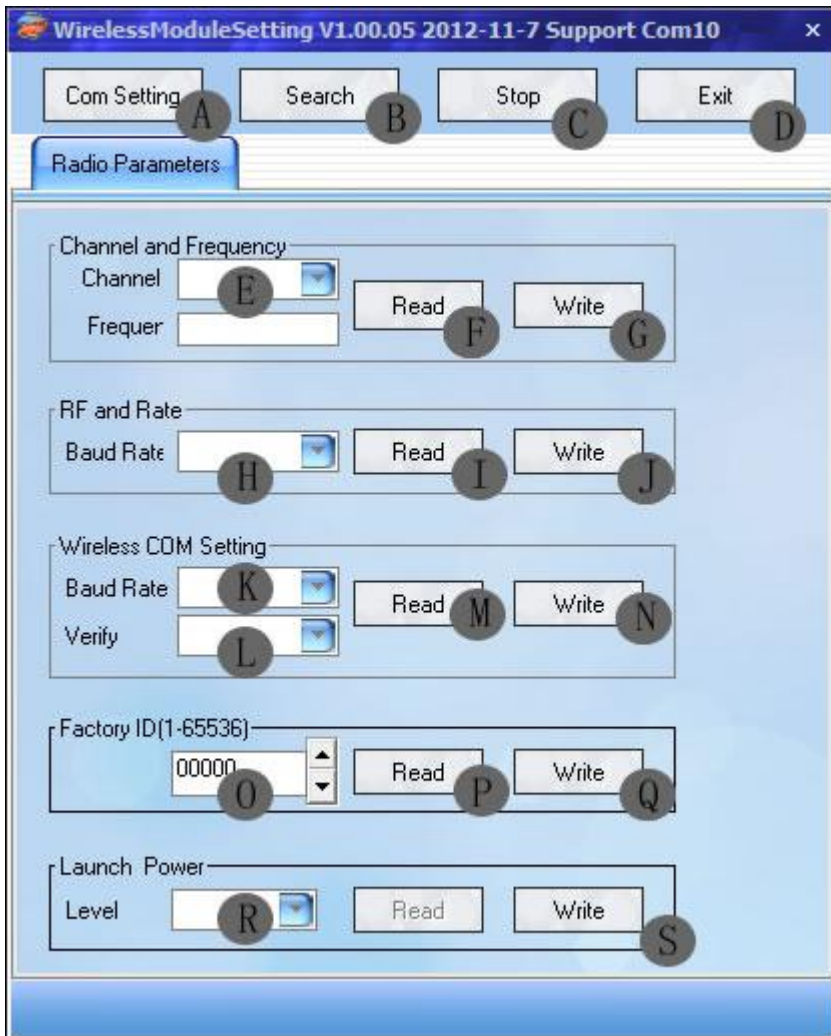 WirelessModuleSetting V1.00.05 2012-11-7 Support Com10 ×
Com Setting Search Stop Exit
A B C D
Radio Parameters
Channel and Frequency
Channel E Read Write
Frequer F G
RF and Rate
Baud Rate Read Write
H I J
Wireless COM Setting
Baud Rate K Read Write
M N
Verify L
Factory ID(1-65536)
00000 Read Write
O P Q
Launch Power
Level R Read Write
S